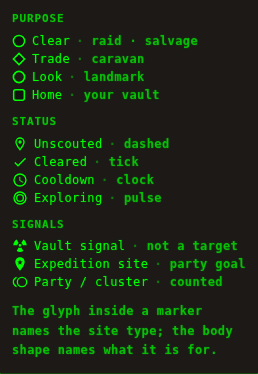 PURPOSE
Clear · raid · salvage
Trade · caravan
Look · landmark
Home · your vault
STATUS
Unscouted · dashed
Cleared · tick
Cooldown · clock
Exploring · pulse
SIGNALS
Vault signal · not a target
Expedition site · party goal
Party / cluster · counted
The glyph inside a marker
names the site type; the body
shape names what it is for.